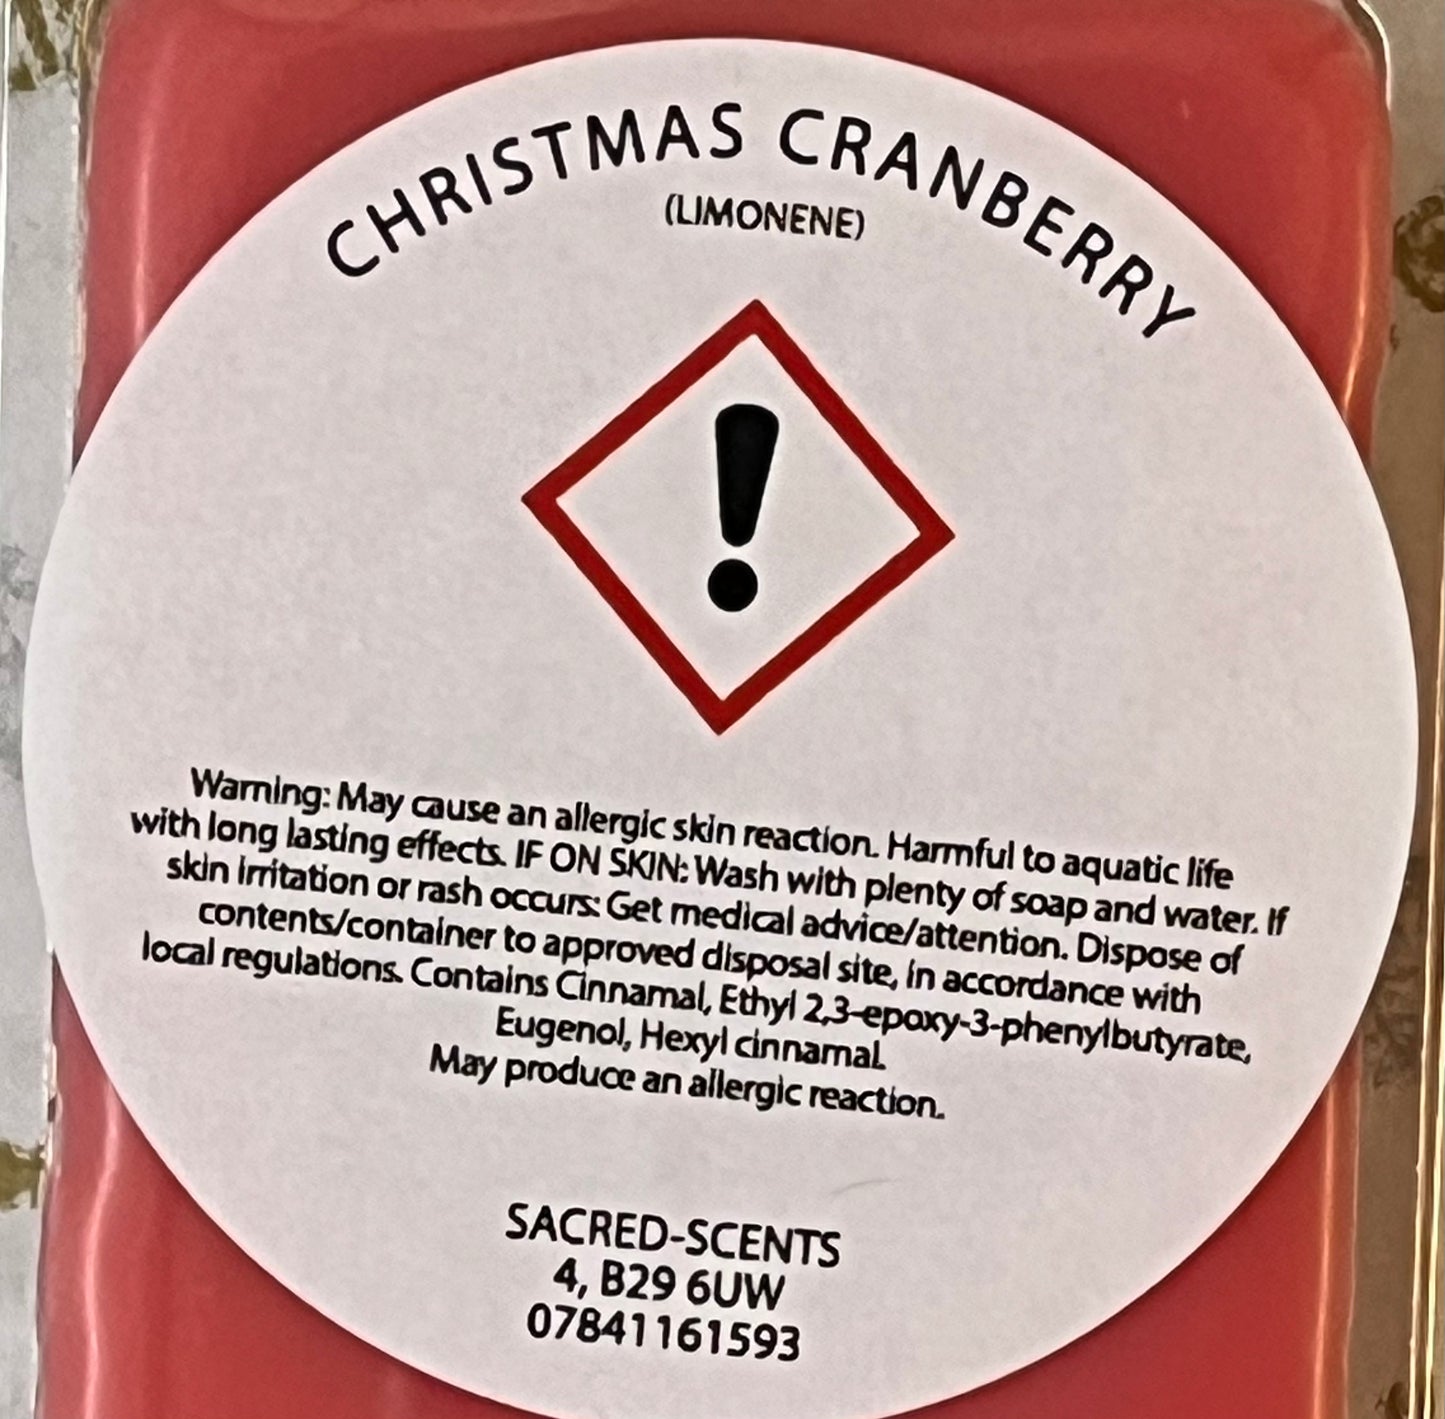 CHRISTMAS CRANBERRY
(LIMONENE)
Warning: May cause an allergic skin reaction. Harmful to aquatic life
with long lasting effects. IF ON SKIN: Wash with plenty of soap and water. If
skin irritation or rash occurs: Get medical advice/attention. Dispose of
contents/container to approved disposal site, in accordance with
local regulations. Contains Cinnamal, Ethyl 2,3-epoxy-3-phenylbutyrate,
Eugenol, Hexyl cinnamal.
May produce an allergic reaction.
SACRED-SCENTS
4, B29 6UW
07841161593